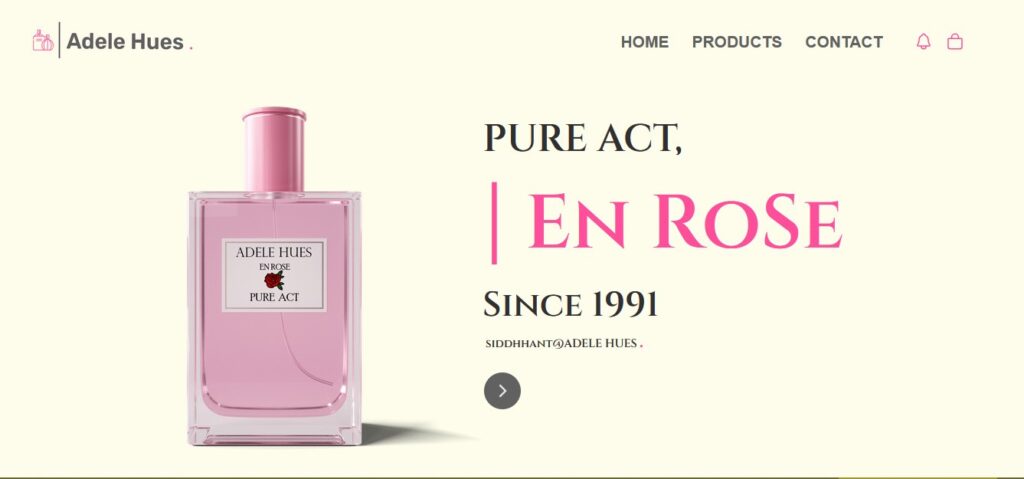 Adele Hues .
HOME PRODUCTS CONTACT
PURE ACT,
| EN ROSE
SINCE 1991
SIDDHHANT@ADELE HUES .
ADELE HUES
EN ROSE
PURE ACT